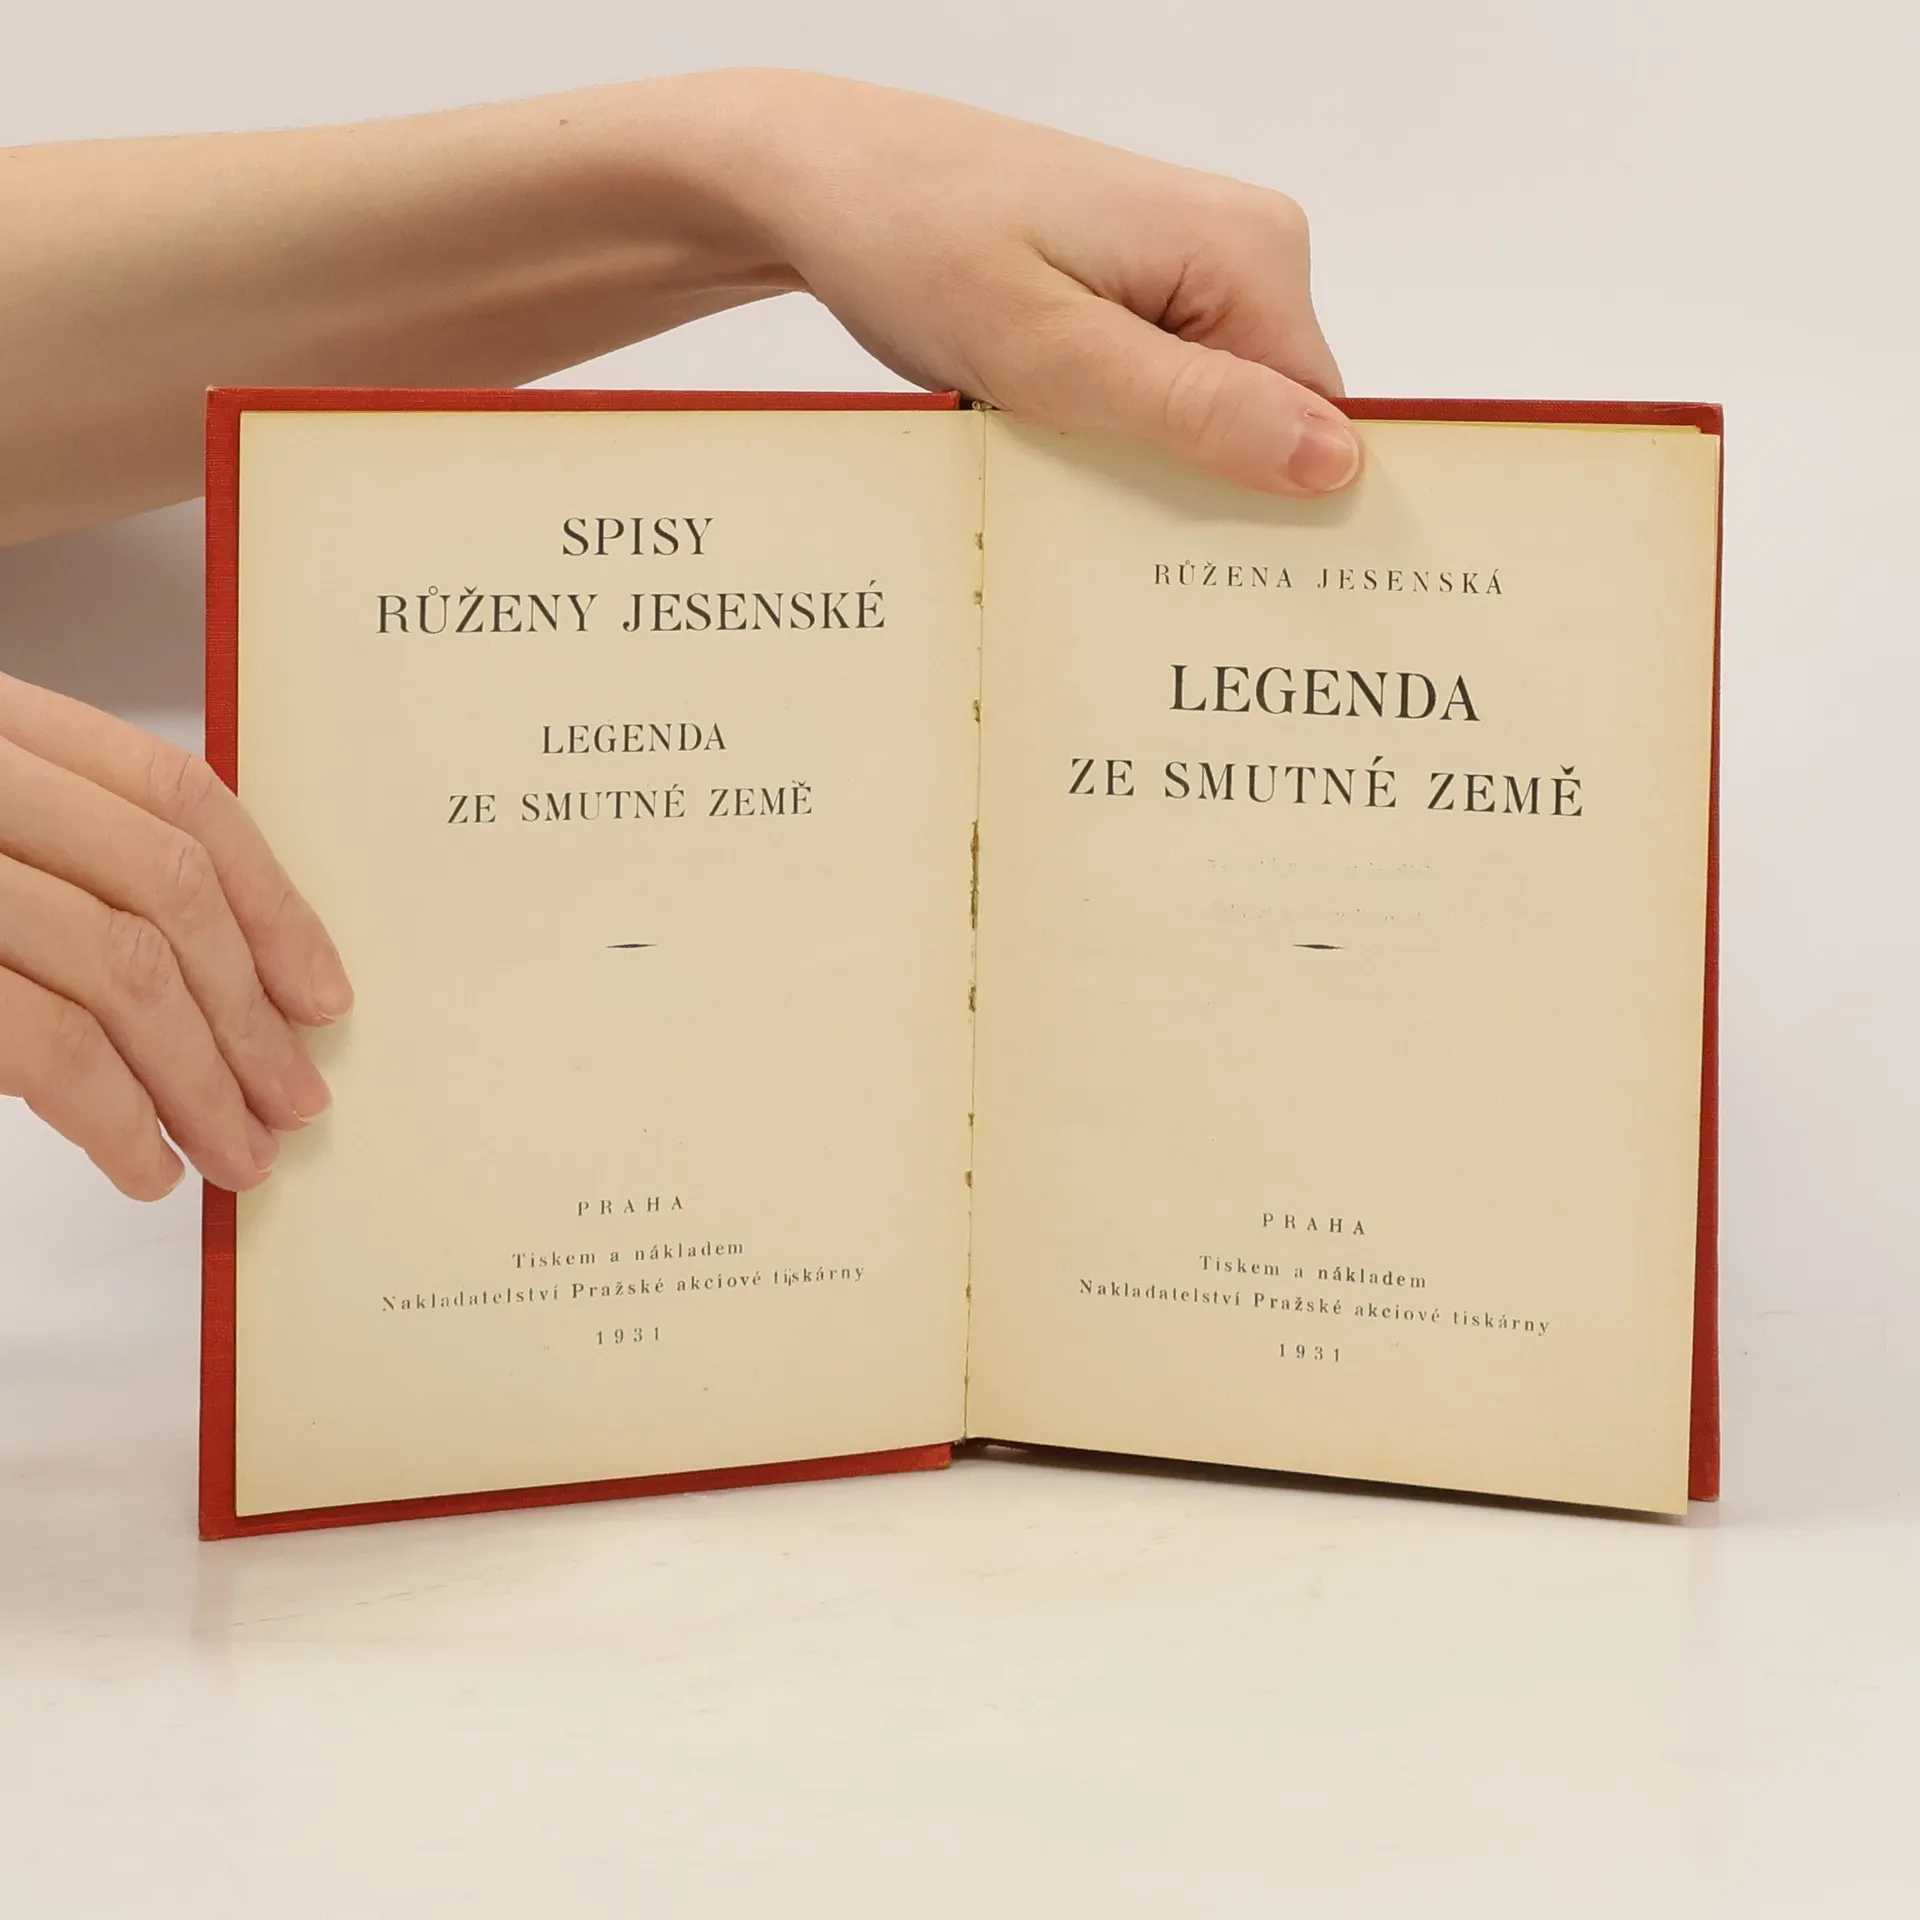 SPISY
RŮŽENY JESENSKÉ
LEGENDA
ZE SMUTNÉ ZEMĚ
PRAHA
Tiskem a nákladem
Nakladatelství Pražské akciové tiskárny
1931
RŮŽENA JESENSKÁ
LEGENDA
ZE SMUTNÉ ZEMĚ
PRAHA
Tiskem a nákladem
Nakladatelství Pražské akciové tiskárny
1931